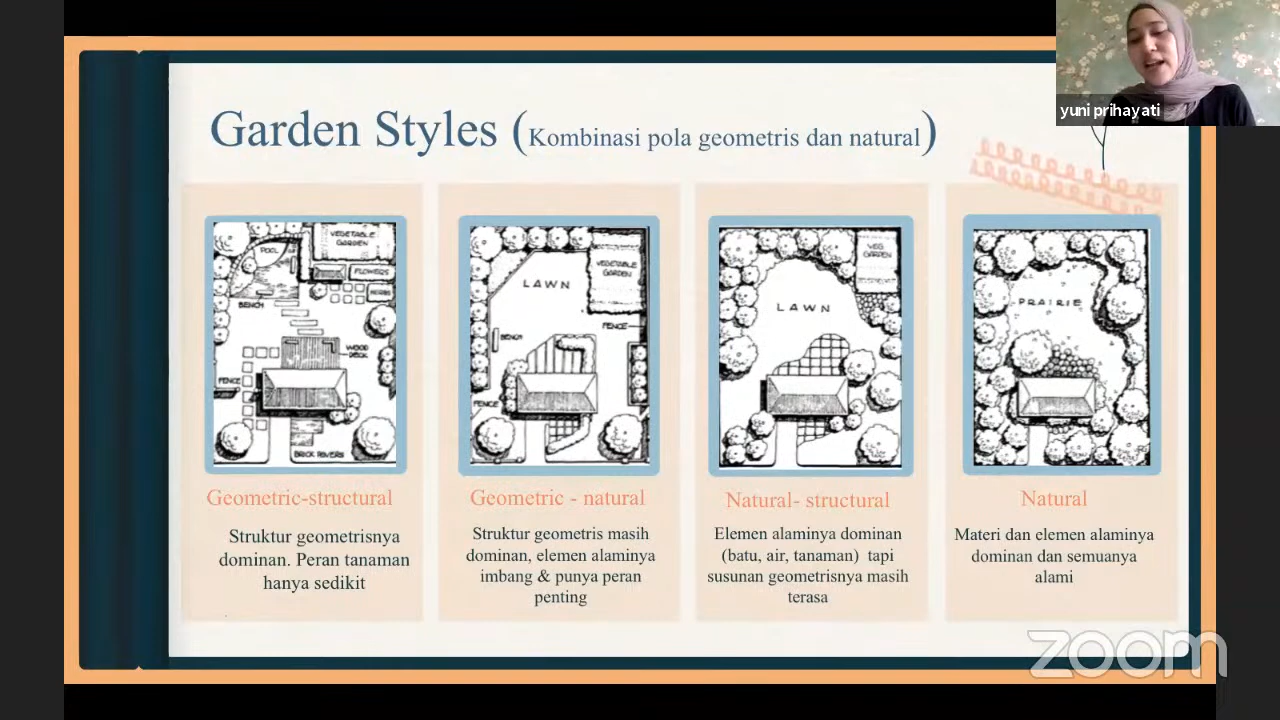 yuni prihayati
Garden Styles (Kombinasi pola geometris dan natural)
VEGETABLE
GARDEN
POOL
FLOWERS
HERBS
BENCH
WOOD
DECK
FENCE
BRICK PAVERS
Geometric-structural
Struktur geometrisnya
dominan. Peran tanaman
hanya sedikit
LAWN
VEGETABLE
GARDEN
FENCE
BENCH
FENCE
Geometric - natural
Struktur geometris masih
dominan, elemen alaminya
imbang & punya peran
penting
VEG
GARDEN
LAWN
Natural- structural
Elemen alaminya dominan
(batu, air, tanaman) tapi
susunan geometrisnya masih
terasa
PRAIRIE
Natural
Materi dan elemen alaminya
dominan dan semuanya
alami
zoom